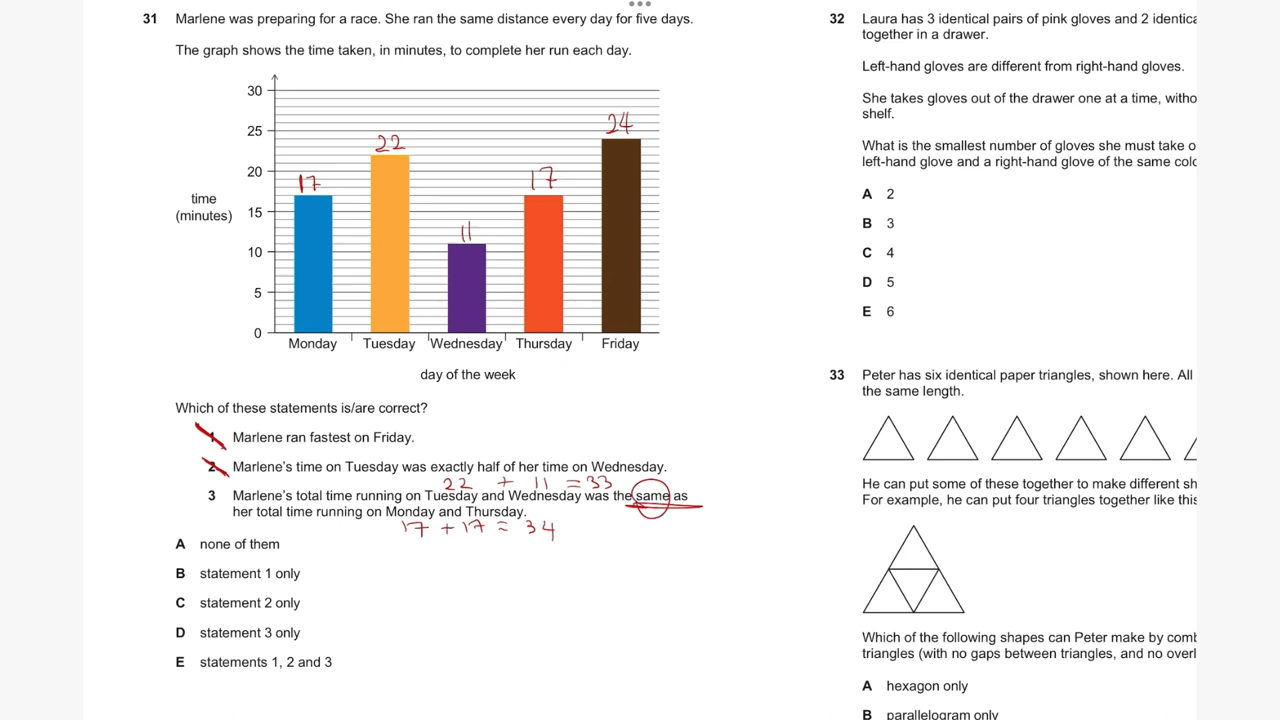 31 Marlene was preparing for a race. She ran the same distance every day for five days.
The graph shows the time taken, in minutes, to complete her run each day.
30
25
20
15
10
5
0
time
(minutes)
17
22
11
17
24
Monday Tuesday Wednesday Thursday Friday
day of the week
Which of these statements is/are correct?
1 Marlene ran fastest on Friday.
2 Marlene's time on Tuesday was exactly half of her time on Wednesday.
22 + 11 = 33
3 Marlene's total time running on Tuesday and Wednesday was the same as
her total time running on Monday and Thursday.
17 + 17 = 34
A none of them
B statement 1 only
C statement 2 only
D statement 3 only
E statements 1, 2 and 3
32 Laura has 3 identical pairs of pink gloves and 2 identica
together in a drawer.
Left-hand gloves are different from right-hand gloves.
She takes gloves out of the drawer one at a time, witho
shelf.
What is the smallest number of gloves she must take o
left-hand glove and a right-hand glove of the same colo
A 2
B 3
C 4
D 5
E 6
33 Peter has six identical paper triangles, shown here. All
the same length.
He can put some of these together to make different sh
For example, he can put four triangles together like this
Which of the following shapes can Peter make by comb
triangles (with no gaps between triangles, and no overl
A hexagon only
B parallelogram only